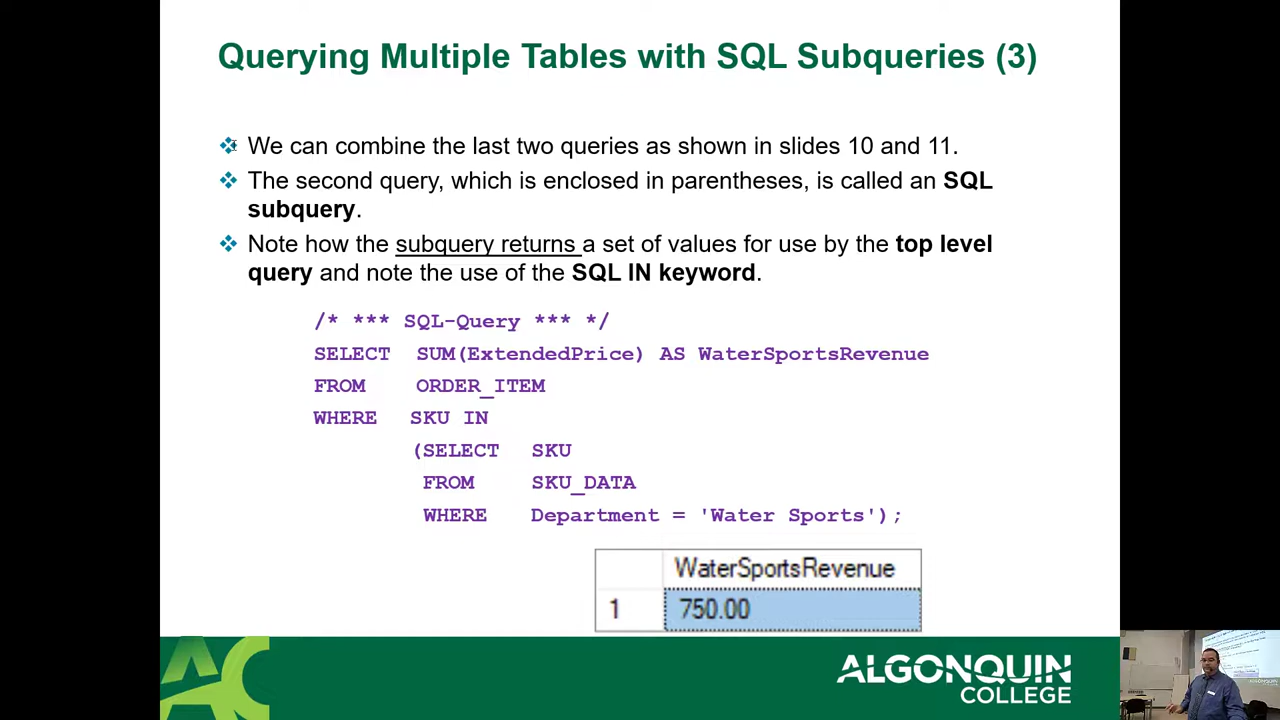 Querying Multiple Tables with SQL Subqueries (3)
We can combine the last two queries as shown in slides 10 and 11.
The second query, which is enclosed in parentheses, is called an SQL
subquery.
Note how the subquery returns a set of values for use by the top level
query and note the use of the SQL IN keyword.
/* *** SQL-Query *** */
SELECT SUM(ExtendedPrice) AS WaterSportsRevenue
FROM ORDER_ITEM
WHERE SKU IN
(SELECT SKU
FROM SKU_DATA
WHERE Department = 'Water Sports');
WaterSportsRevenue
1 750.00
AC
ALGONQUIN
COLLEGE